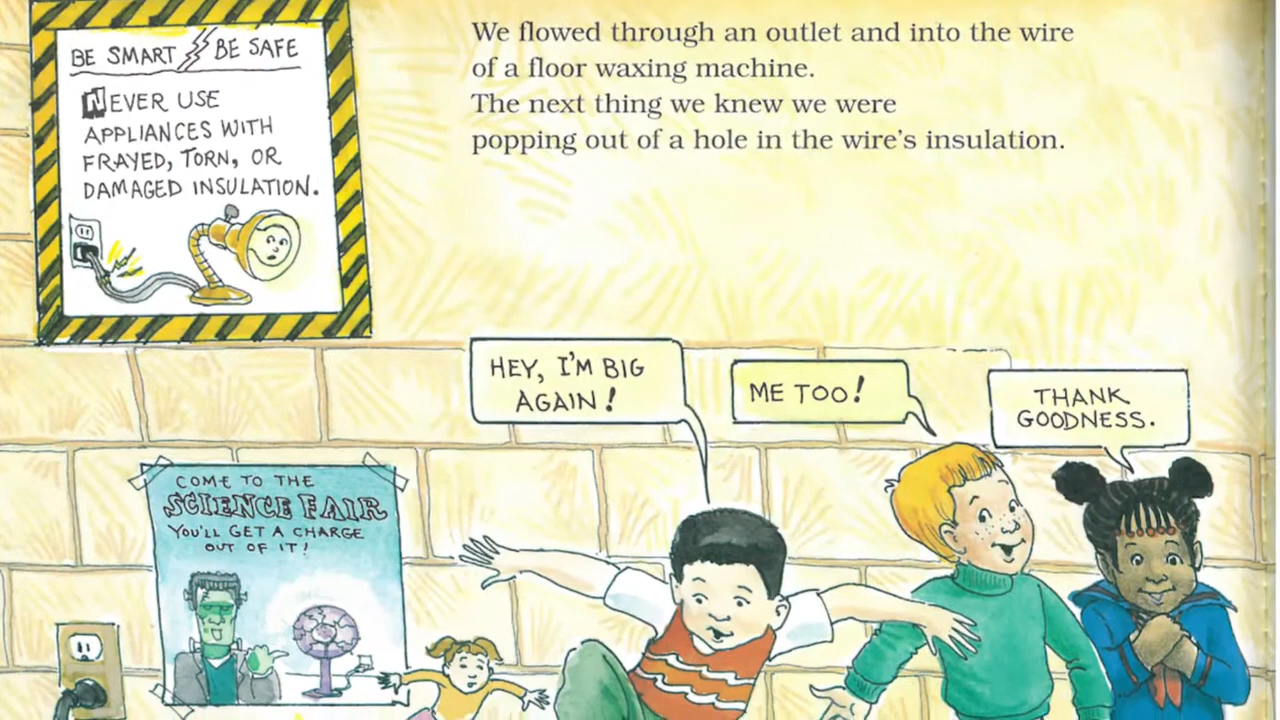 BE SMART BE SAFE
NEVER USE
APPLIANCES WITH
FRAYED, TORN, OR
DAMAGED INSULATION.
We flowed through an outlet and into the wire
of a floor waxing machine.
The next thing we knew we were
popping out of a hole in the wire's insulation.
HEY, I'M BIG
AGAIN!
ME TOO!
THANK
GOODNESS.
COME TO THE
SCIENCE FAIR
YOU'LL GET A CHARGE
OUT OF IT!